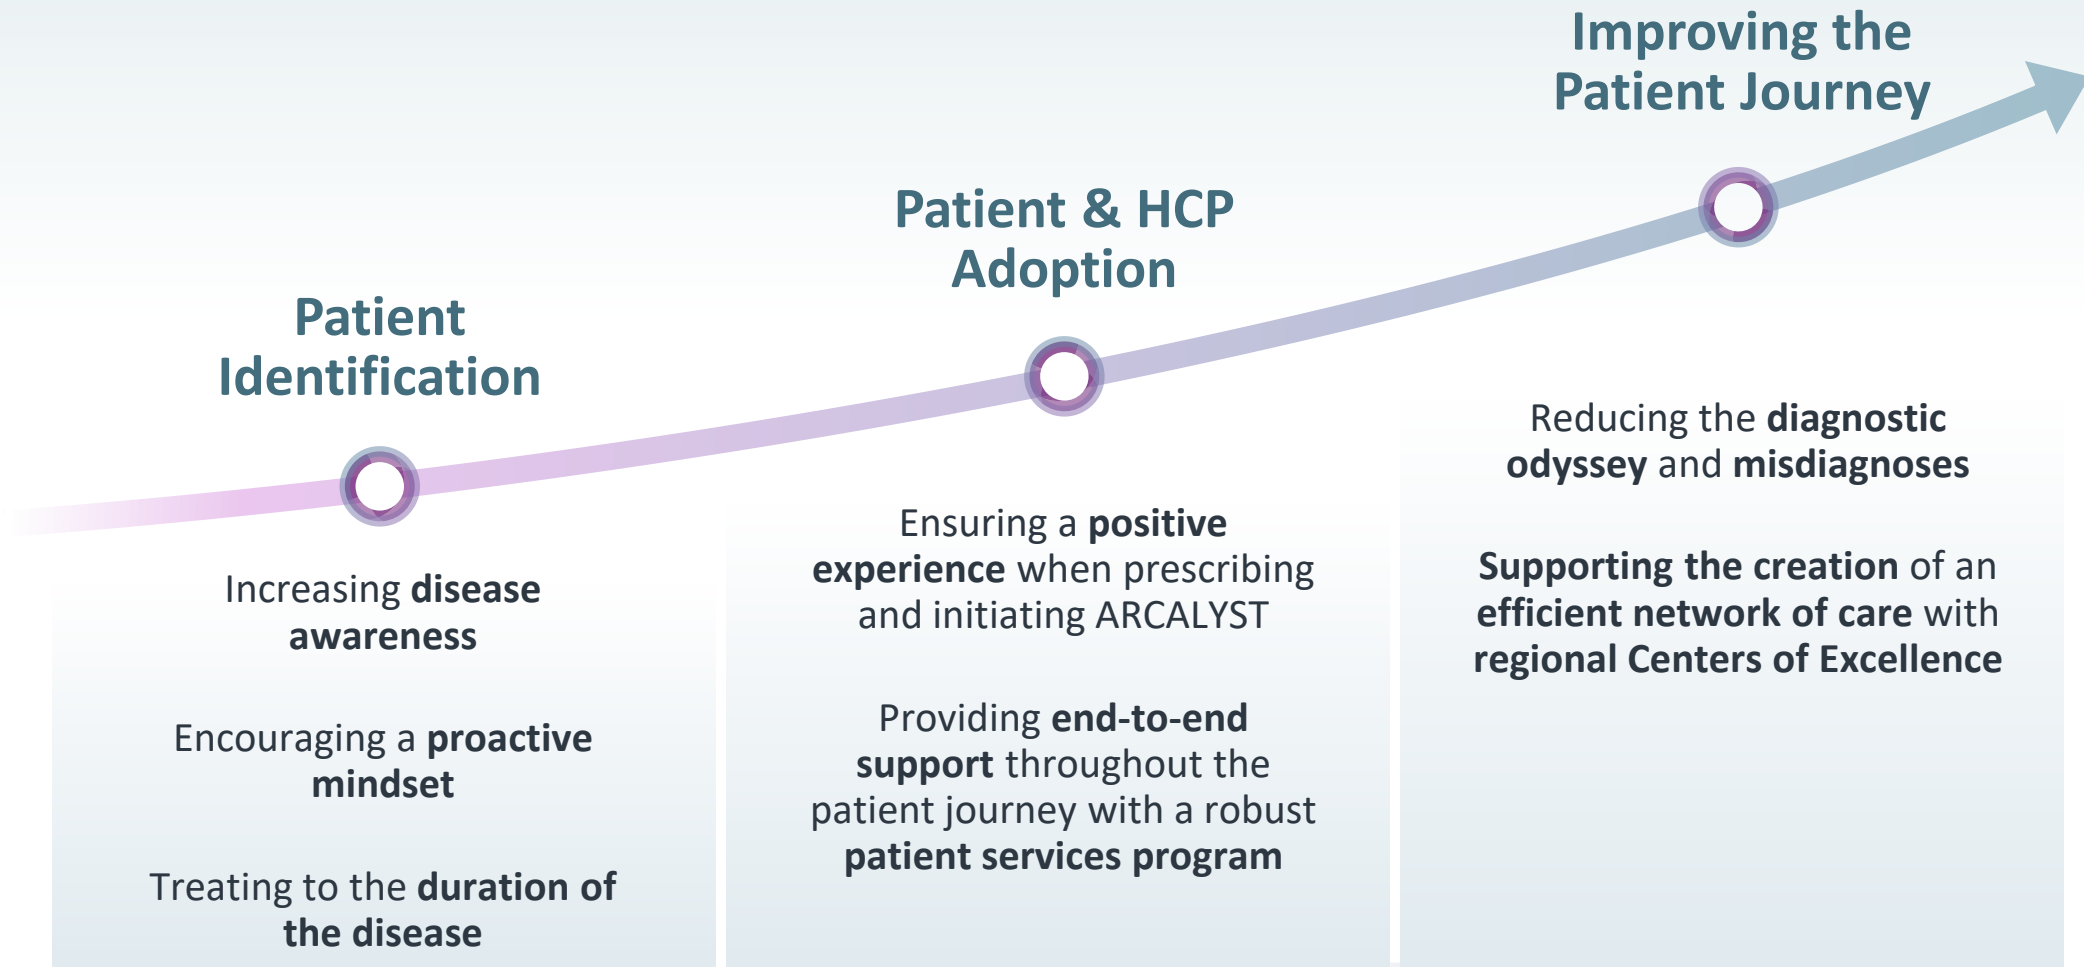 Patient
Identification
Increasing disease
awareness
Encouraging a proactive
mindset
Treating to the duration of
the disease
Patient & HCP
Adoption
Ensuring a positive
experience when prescribing
and initiating ARCALYST
Providing end-to-end
support throughout the
patient journey with a robust
patient services program
Improving the
Patient Journey
Reducing the diagnostic
odyssey and misdiagnoses
Supporting the creation of an
efficient network of care with
regional Centers of Excellence